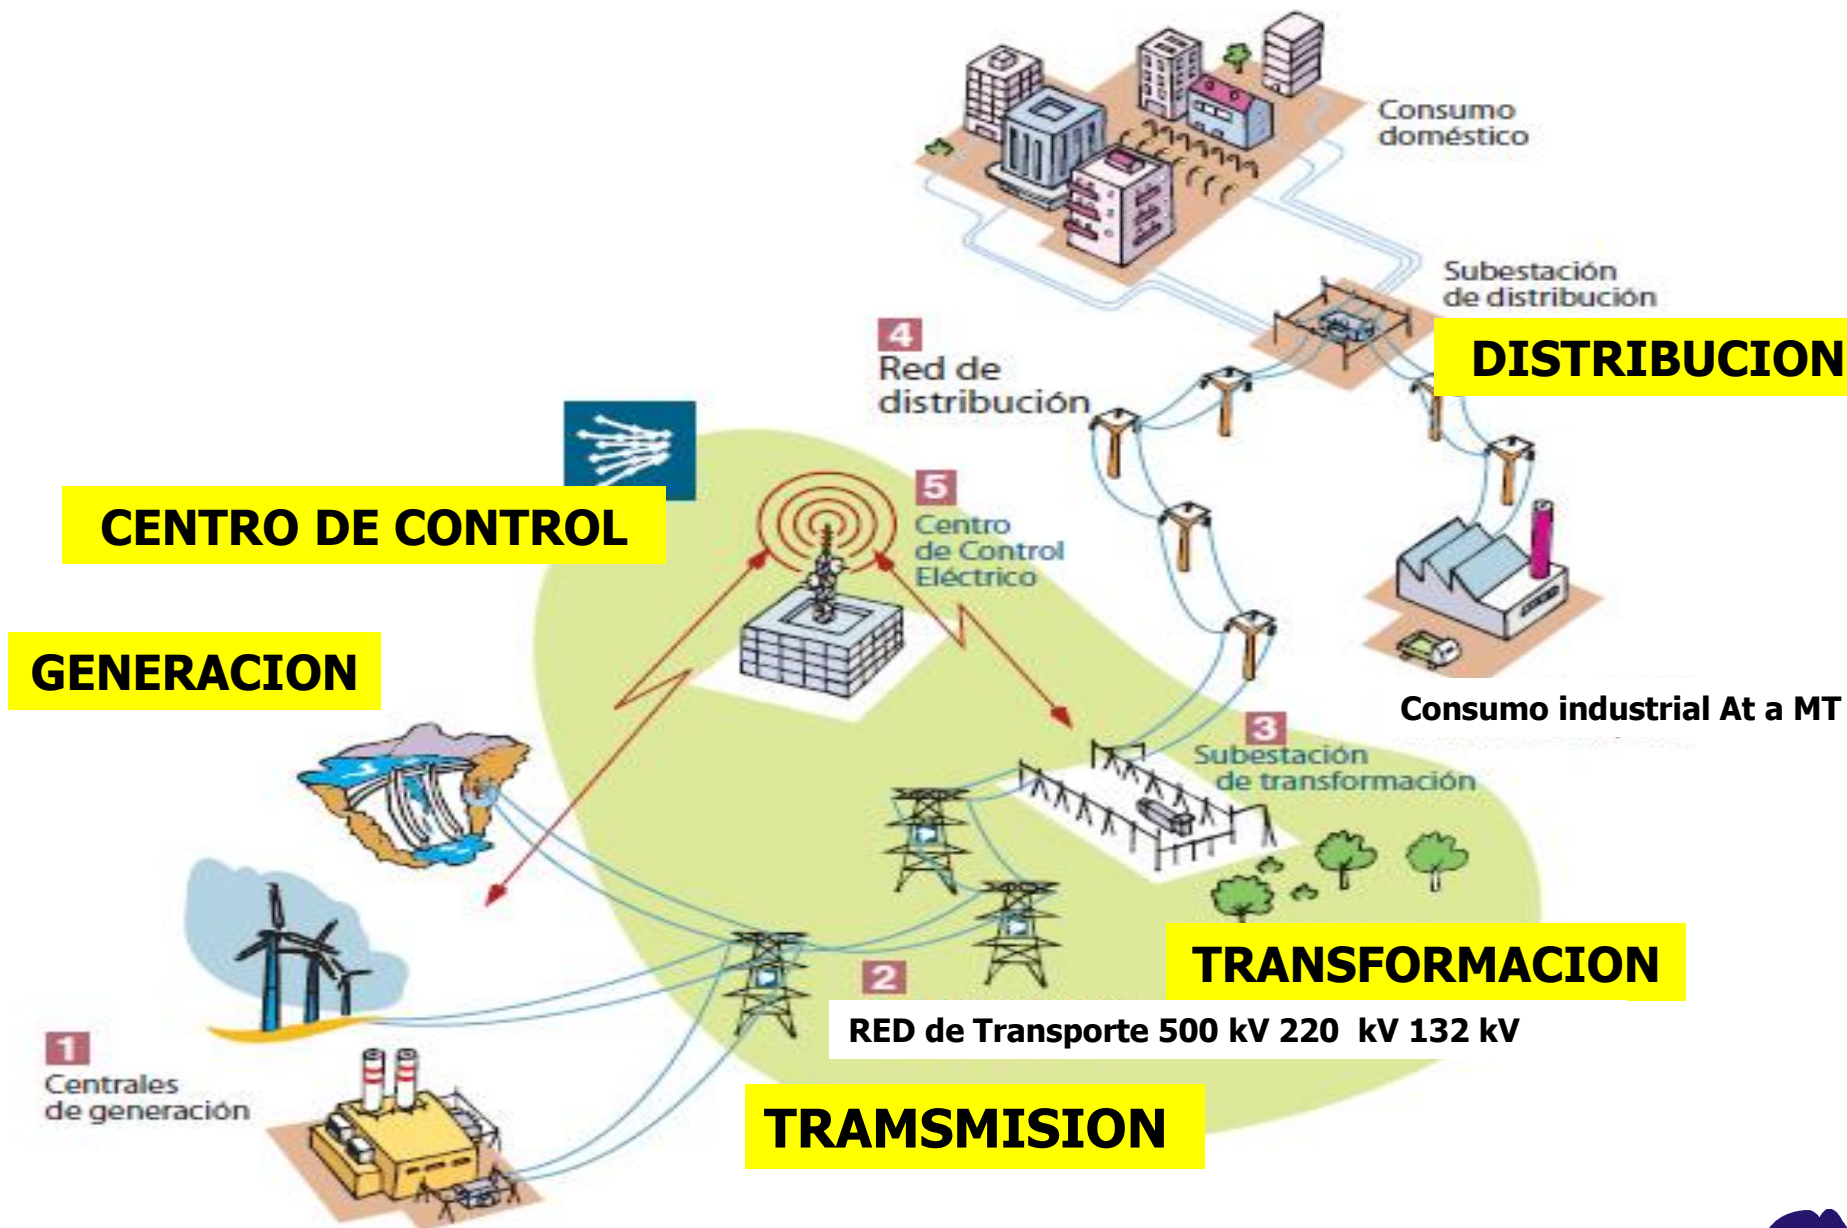 Consumo
doméstico
Subestación
de distribución
DISTRIBUCION
4
Red de
distribución
CENTRO DE CONTROL
5
Centro
de Control
Eléctrico
GENERACION
Consumo industrial At a MT
3
Subestación
de transformación
TRANSFORMACION
2
RED de Transporte 500 kV 220 kV 132 kV
1
Centrales
de generación
TRAMSMISION